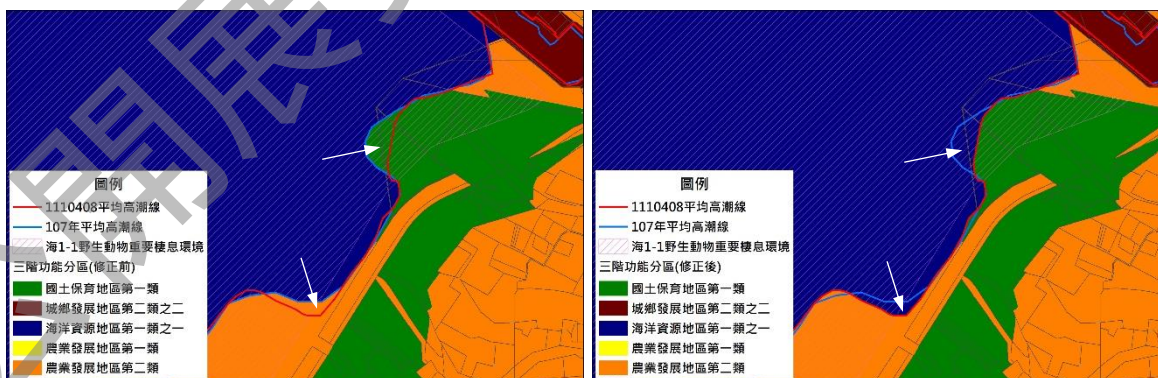 開展
圖例
1110408平均高潮線
107年平均高潮線
海1-1野生動物重要棲息環境
三階功能分區(修正前)
國土保育地區第一類
城鄉發展地區第二類之二
海洋資源地區第一類之一
農業發展地區第一類
農業發展地區第二類
圖例
1110408平均高潮線
107年平均高潮線
海1-1野生動物重要棲息環境
三階功能分區(修正後)
國土保育地區第一類
城鄉發展地區第二類之二
海洋資源地區第一類之一
農業發展地區第一類
農業發展地區第二類